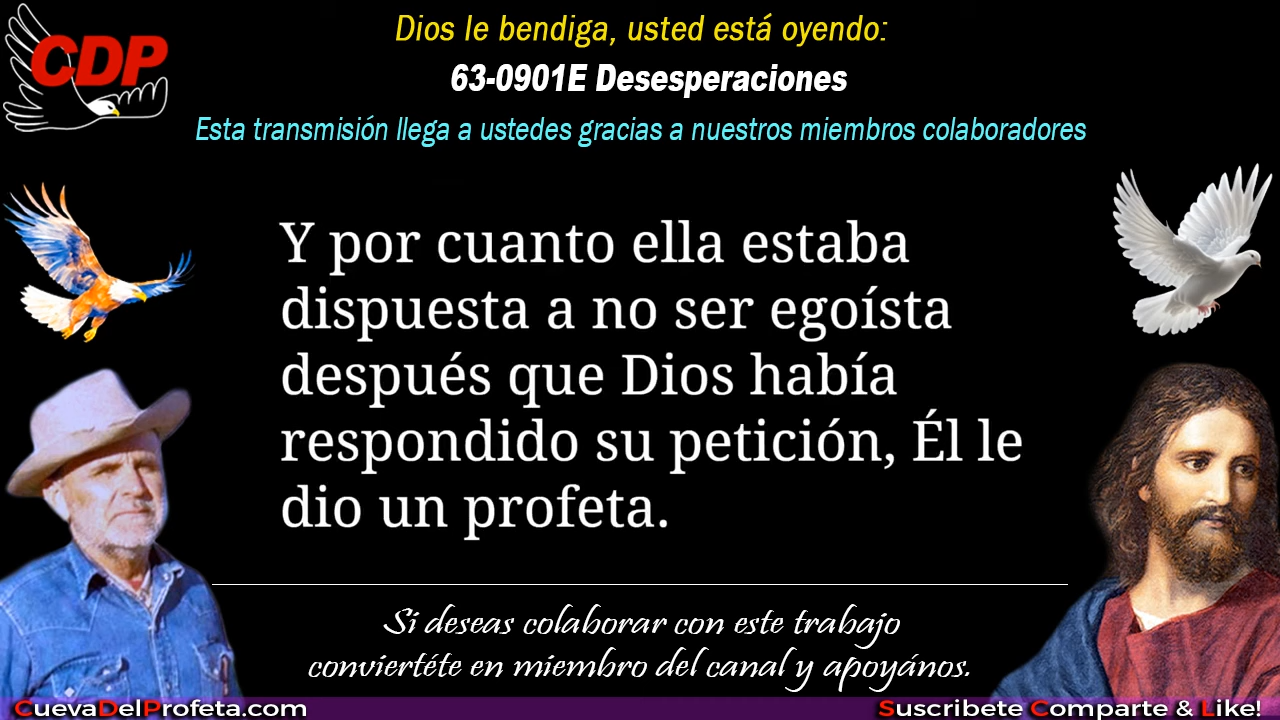 CDP
Dios le bendiga, usted está oyendo:
63-0901E Desesperaciones
Esta transmisión llega a ustedes gracias a nuestros miembros colaboradores
Y por cuanto ella estaba
dispuesta a no ser egoísta
después que Dios había
respondido su petición, Él le
dio un profeta.
Si deseas colaborar con este trabajo
conviertéte en miembro del canal y apoyános.
CuevaDelProfeta.com
Suscribete Comparte & Like!